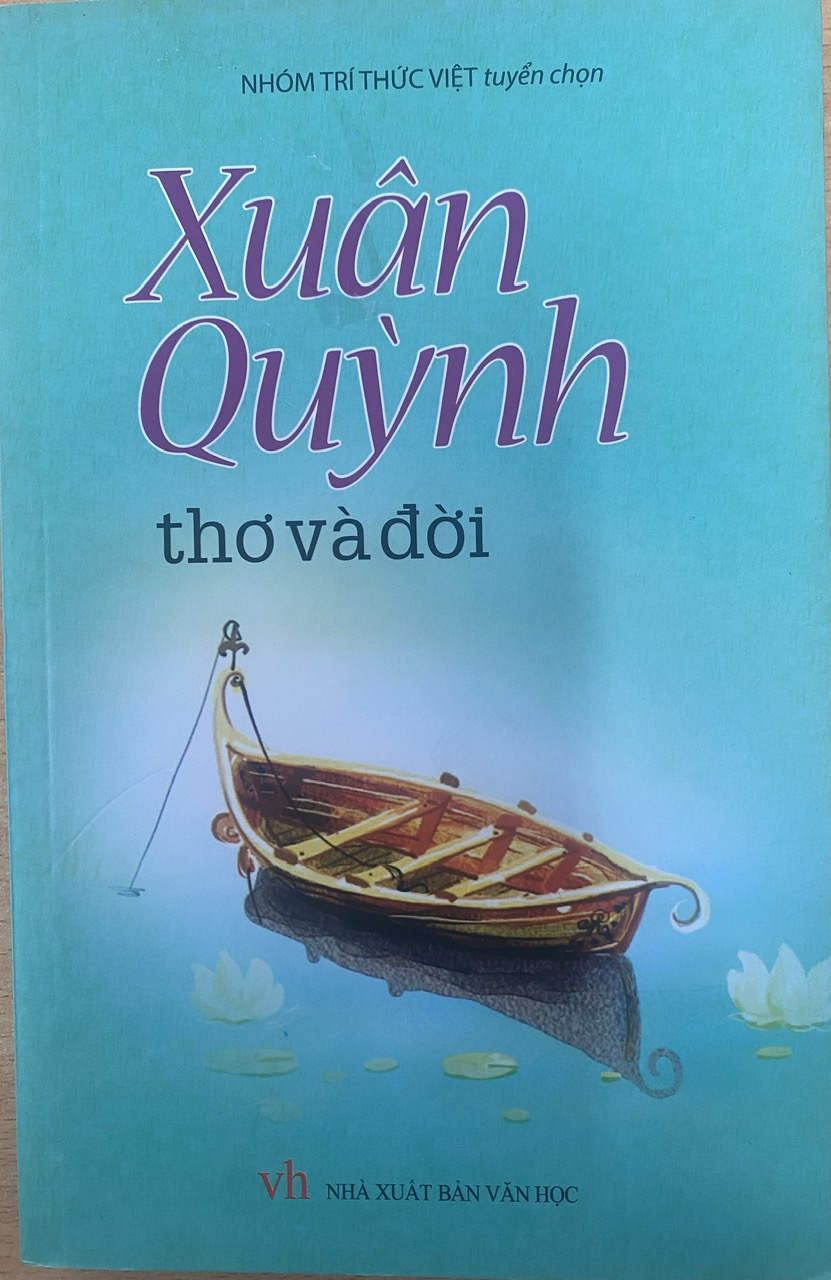 NHÓM TRÍ THỨC VIỆT tuyển chọn
Xuân
Quỳnh
thơ và đời
vh NHÀ XUẤT BẢN VĂN HỌC